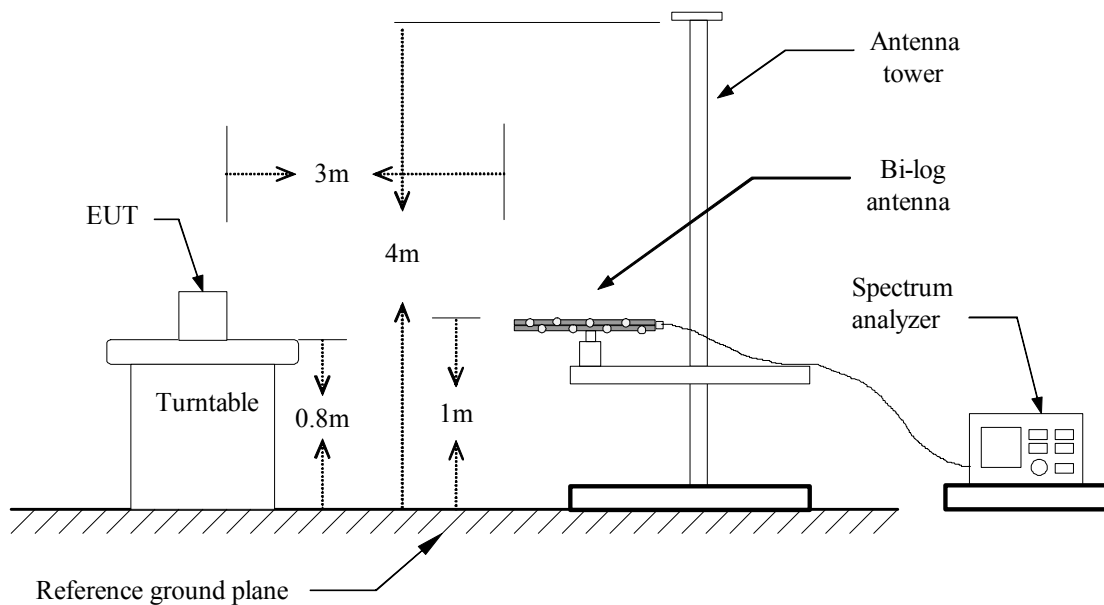 Antenna
tower
3m
Bi-log
antenna
EUT
4m
Spectrum
analyzer
Turntable
0.8m
1m
Reference ground plane